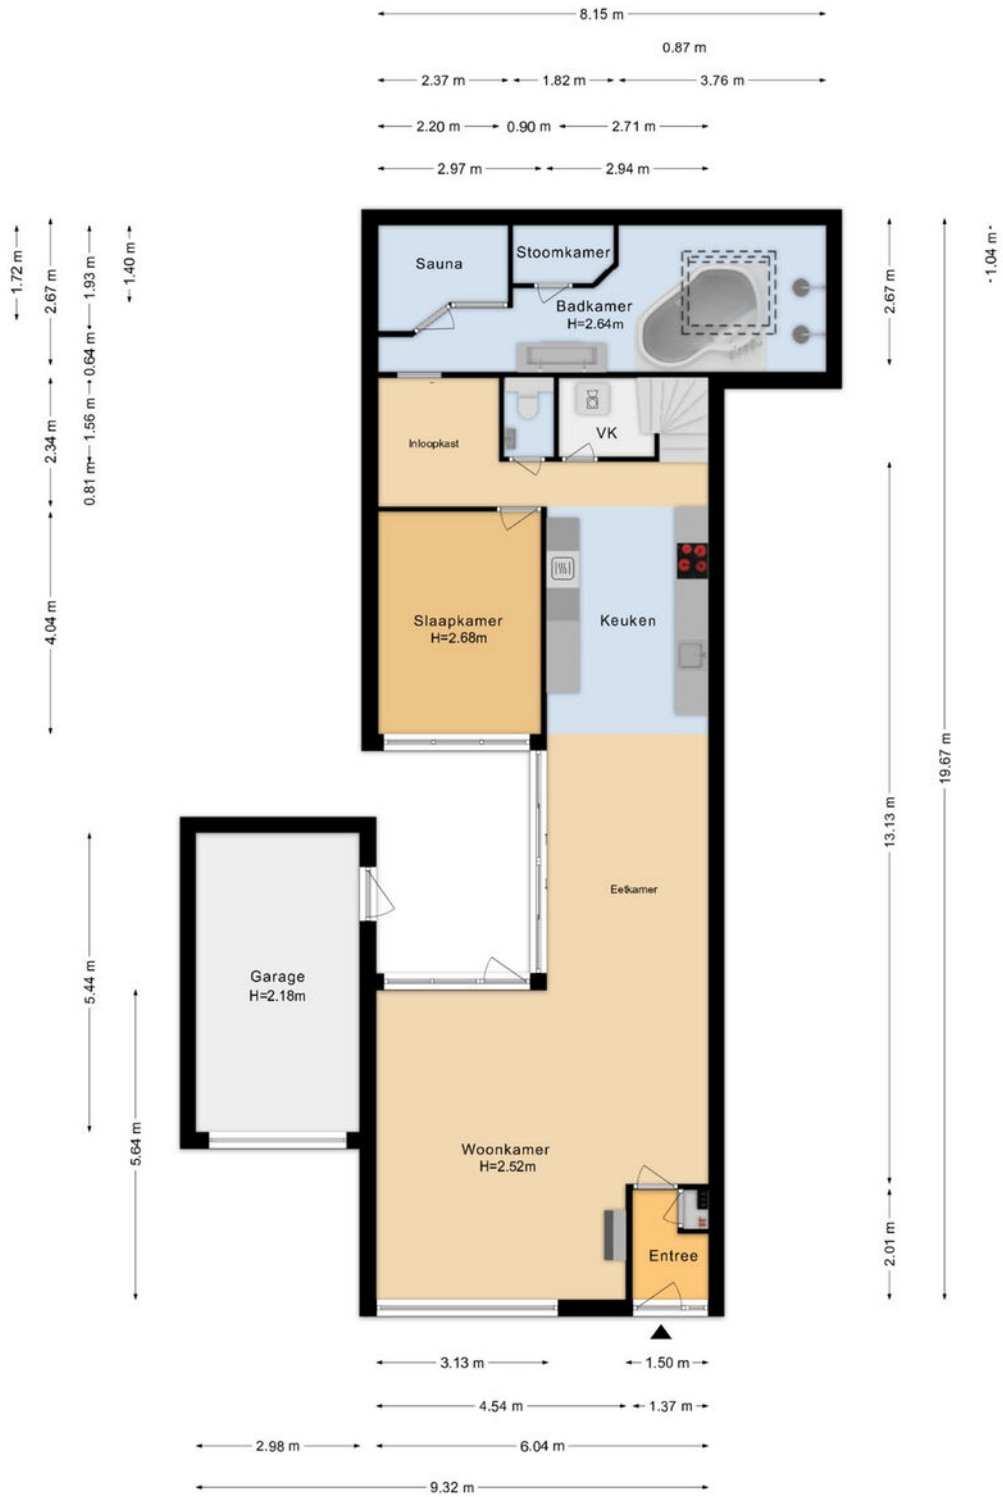 8.15 m
0.87 m
2.37 m 1.82 m 3.76 m
2.20 m 0.90 m 2.71 m
2.97 m 2.94 m
1.72 m
2.67 m
1.93 m
1.40 m
0.64 m
2.34 m
1.56 m
0.81 m
4.04 m
5.44 m
5.64 m
Sauna
Stoomkamer
Badkamer
H=2.64m
Inloopkast
VK
Slaapkamer
H=2.68m
Keuken
Eetkamer
Garage
H=2.18m
Woonkamer
H=2.52m
Entree
2.67 m
13.13 m
2.01 m
19.67 m
1.04 m
3.13 m 1.50 m
4.54 m 1.37 m
2.98 m 6.04 m
9.32 m